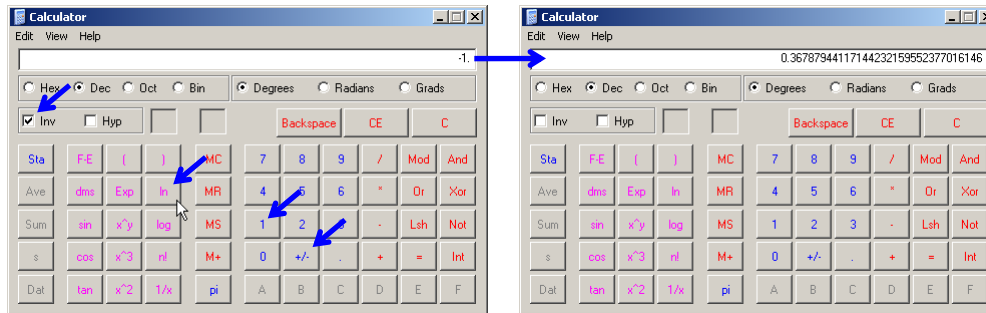 Calculator
Edit View Help
-1.
Hex Dec Oct Bin Degrees Radians Grads
Inv Hyp Backspace CE C
Sta F-E ( ) MC 7 8 9 / Mod And
Ave dms Exp ln MR 4 5 6 * Or Xor
Sum sin x^y log MS 1 2 3 - Lsh Not
s cos x^3 n! M+ 0 +/- . + = Int
Dat tan x^2 1/x pi A B C D E F
Calculator
Edit View Help
0.36787944117144232159552377016146
Hex Dec Oct Bin Degrees Radians Grads
Inv Hyp Backspace CE C
Sta F-E ( ) MC 7 8 9 / Mod And
Ave dms Exp ln MR 4 5 6 * Or Xor
Sum sin x^y log MS 1 2 3 - Lsh Not
s cos x^3 n! M+ 0 +/- . + = Int
Dat tan x^2 1/x pi A B C D E F